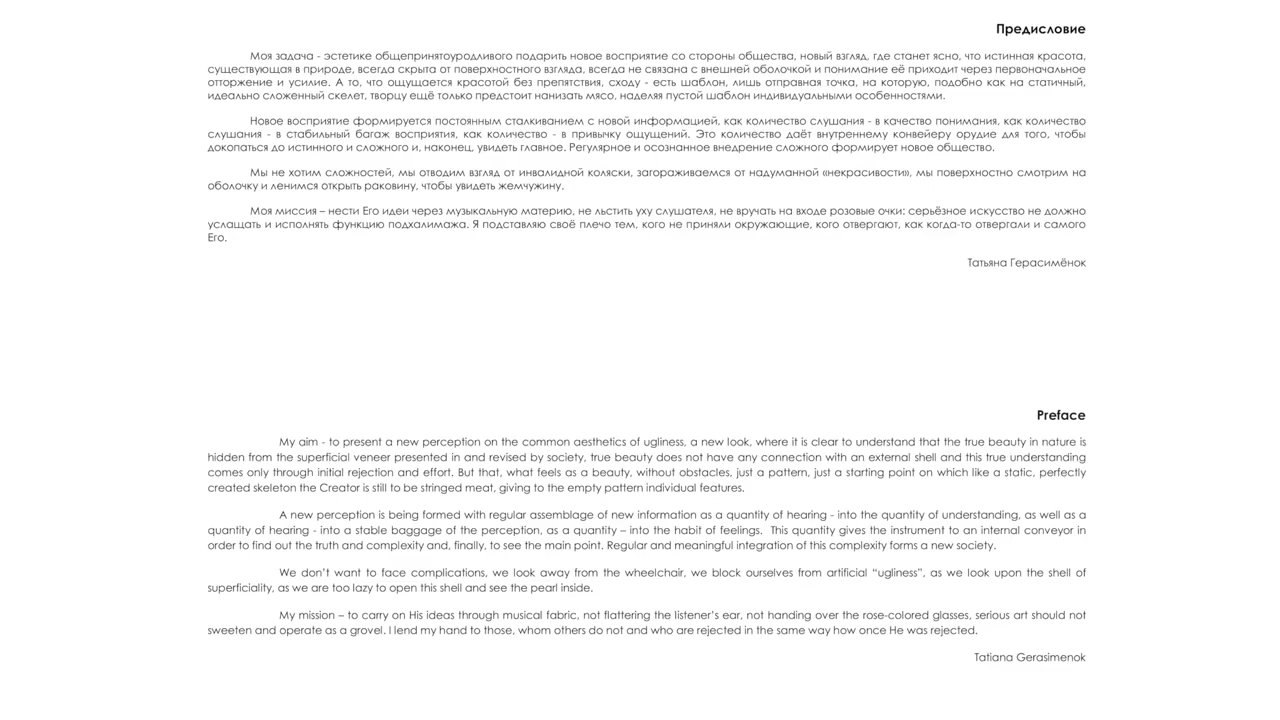 Предисловие
Моя задача - эстетике общепринятоуродливого подарить новое восприятие со стороны общества, новый взгляд, где станет ясно, что истинная красота,
существующая в природе, всегда скрыта от поверхностного взгляда, всегда не связана с внешней оболочкой и понимание её приходит через первоначальное
отторжение и усилие. А то, что ощущается красотой без препятствия, сходу - есть шаблон, лишь отправная точка, на которую, подобно как на статичный,
идеально сложенный скелет, творцу ещё только предстоит нанизать мясо, наделяя пустой шаблон индивидуальными особенностями.
Новое восприятие формируется постоянным сталкиванием с новой информацией, как количество слушания - в качество понимания, как количество
слушания - в стабильный багаж восприятия, как количество - в привычку ощущений. Это количество даёт внутреннему конвейеру орудие для того, чтобы
докопаться до истинного и сложного и, наконец, увидеть главное. Регулярное и осознанное внедрение сложного формирует новое общество.
Мы не хотим сложностей, мы отводим взгляд от инвалидной коляски, загораживаемся от надуманной «некрасивости», мы поверхностно смотрим на
оболочку и ленимся открыть раковину, чтобы увидеть жемчужину.
Моя миссия – нести Его идеи через музыкальную материю, не льстить уху слушателя, не вручать на входе розовые очки: серьёзное искусство не должно
услащать и исполнять функцию подхалимажа. Я подставляю своё плечо тем, кого не приняли окружающие, кого отвергают, как когда-то отвергали и самого
Его.
Татьяна Герасимёнок
Preface
My aim - to present a new perception on the common aesthetics of ugliness, a new look, where it is clear to understand that the true beauty in nature is
hidden from the superficial veneer presented in and revised by society, true beauty does not have any connection with an external shell and this true understanding
comes only through initial rejection and effort. But that, what feels as a beauty, without obstacles, just a pattern, just a starting point on which like a static, perfectly
created skeleton the Creator is still to be stringed meat, giving to the empty pattern individual features.
A new perception is being formed with regular assemblage of new information as a quantity of hearing - into the quantity of understanding, as well as a
quantity of hearing - into a stable baggage of the perception, as a quantity – into the habit of feelings. This quantity gives the instrument to an internal conveyor in
order to find out the truth and complexity and, finally, to see the main point. Regular and meaningful integration of this complexity forms a new society.
We don't want to face complications, we look away from the wheelchair, we block ourselves from artificial “ugliness”, as we look upon the shell of
superficiality, as we are too lazy to open this shell and see the pearl inside.
My mission – to carry on His ideas through musical fabric, not flattering the listener's ear, not handing over the rose-colored glasses, serious art should not
sweeten and operate as a grovel. I lend my hand to those, whom others do not and who are rejected in the same way how once He was rejected.
Tatiana Gerasimenok